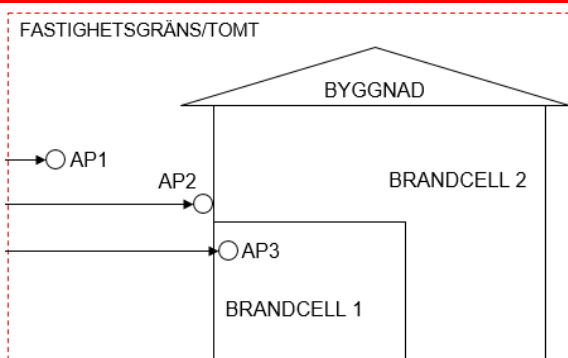 FASTIGHETSGRÄNS/TOMT
BYGGNAD
AP1
AP2
BRANDCELL 2
AP3
BRANDCELL 1